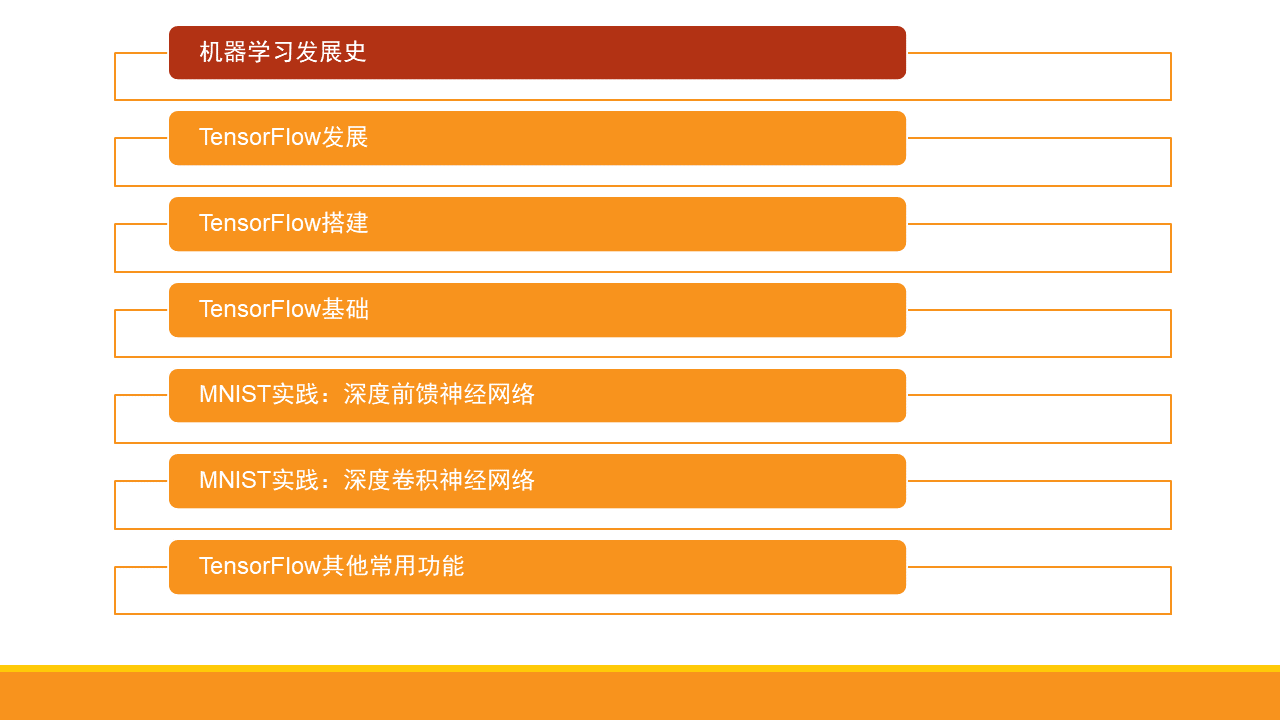 机器学习发展史
TensorFlow发展
TensorFlow搭建
TensorFlow基础
MNIST实践：深度前馈神经网络
MNIST实践：深度卷积神经网络
TensorFlow其他常用功能